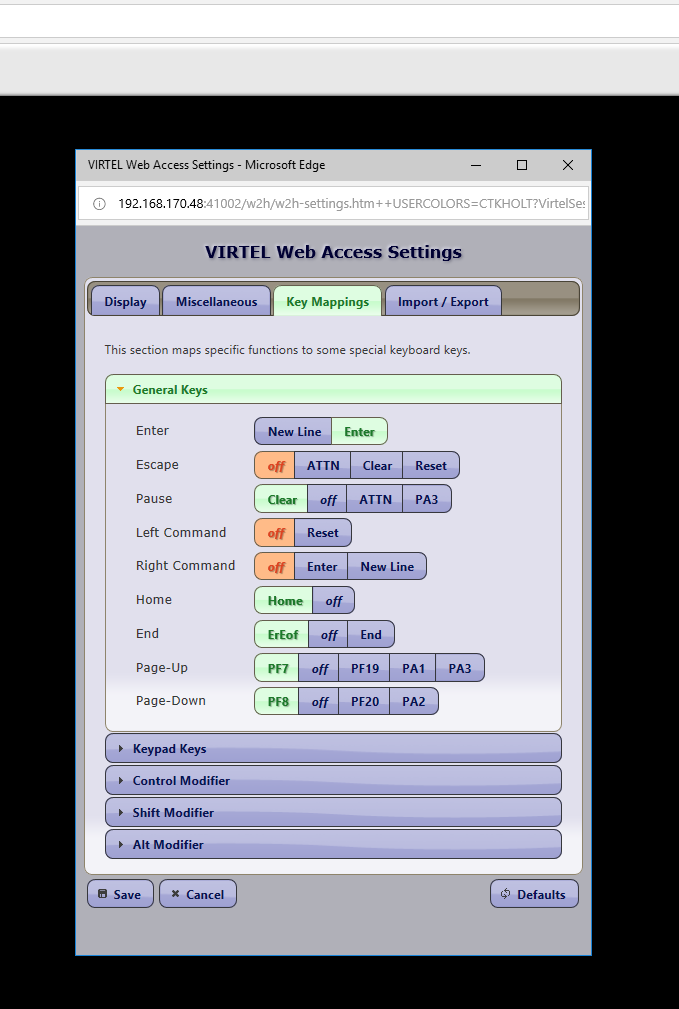 VIRTEL Web Access Settings - Microsoft Edge
192.168.170.48:41002/w2h/w2h-settings.htm++USERCOLORS=CTKHOLT?VirtelSes
VIRTEL Web Access Settings
Display Miscellaneous Key Mappings Import / Export
This section maps specific functions to some special keyboard keys.
General Keys
Enter New Line Enter
Escape off ATTN Clear Reset
Pause Clear off ATTN PA3
Left Command off Reset
Right Command off Enter New Line
Home Home off
End ErEof off End
Page-Up PF7 off PF19 PA1 PA3
Page-Down PF8 off PF20 PA2
Keypad Keys
Control Modifier
Shift Modifier
Alt Modifier
Save Cancel Defaults